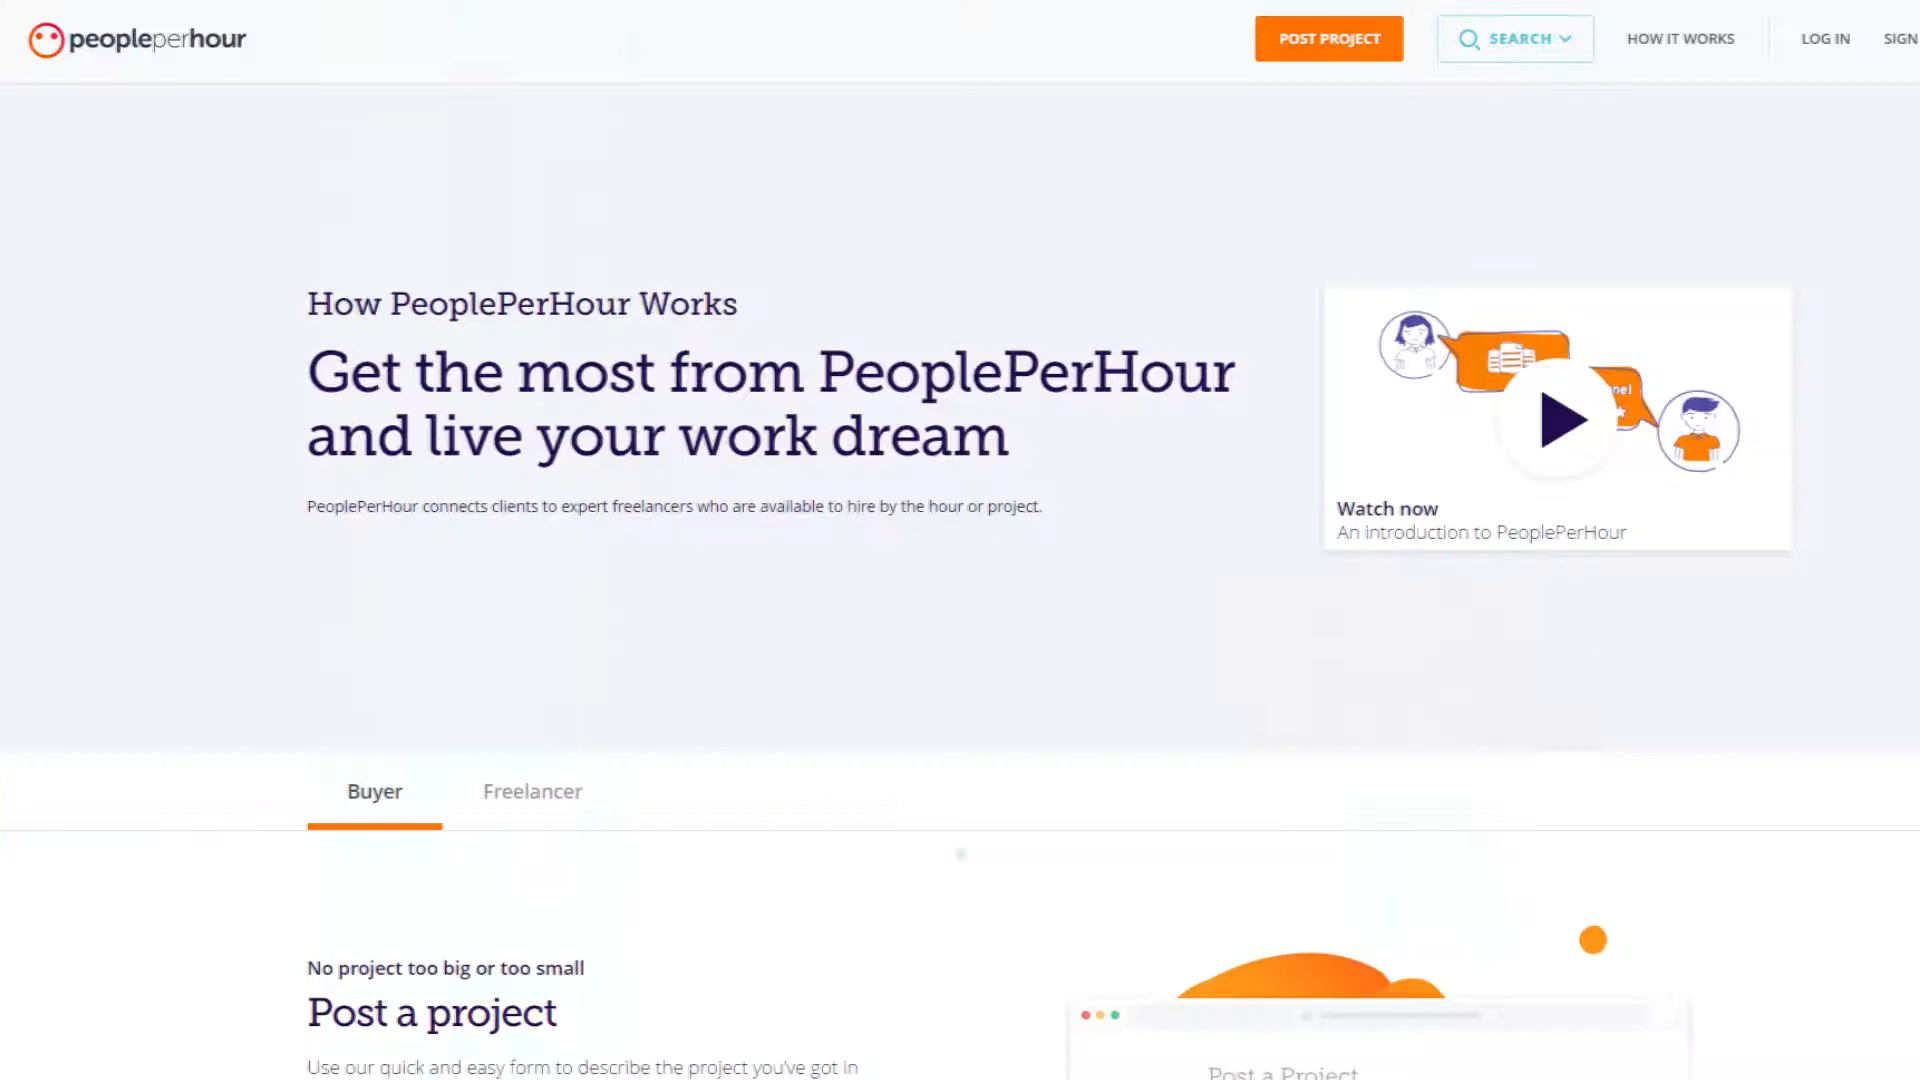 peopleperhour
POST PROJECT
SEARCH
HOW IT WORKS
LOG IN
SIGN
How PeoplePerHour Works
Get the most from PeoplePerHour
and live your work dream
PeoplePerHour connects clients to expert freelancers who are available to hire by the hour or project.
Watch now
An introduction to PeoplePerHour
Buyer
Freelancer
No project too big or too small
Post a project
Use our quick and easy form to describe the project you've got in
Post a Project